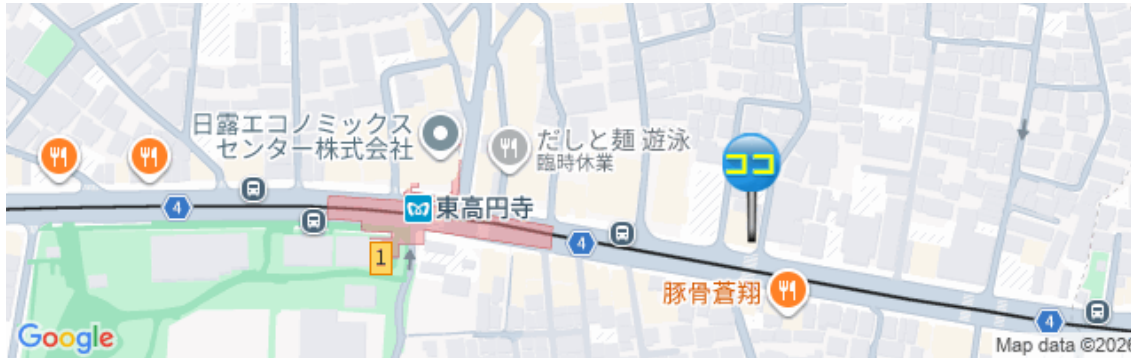 日露エコノミックス
センター株式会社
だしと麺 遊泳
臨時休業
ココ
4
東高円寺
4
1
豚骨蒼翔
4
Google
Map data ©2026